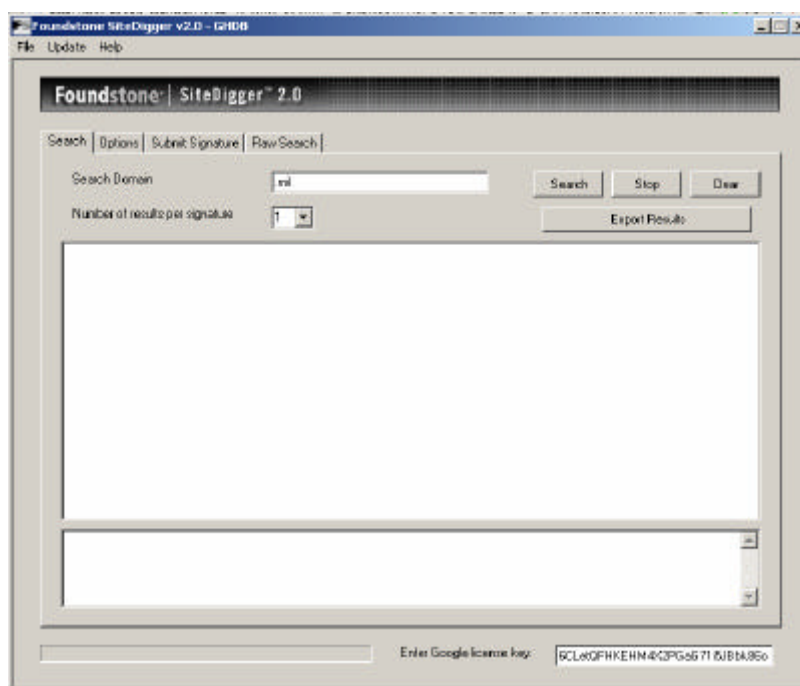 Foundstone SiteDigger v2.0 - GHDB
File Update Help
Foundstone | SiteDigger™ 2.0
Search Options Submit Signature Raw Search
Search Domain Search Stop Clear
Number of results per signature 1 Export Results
Enter Google license key: